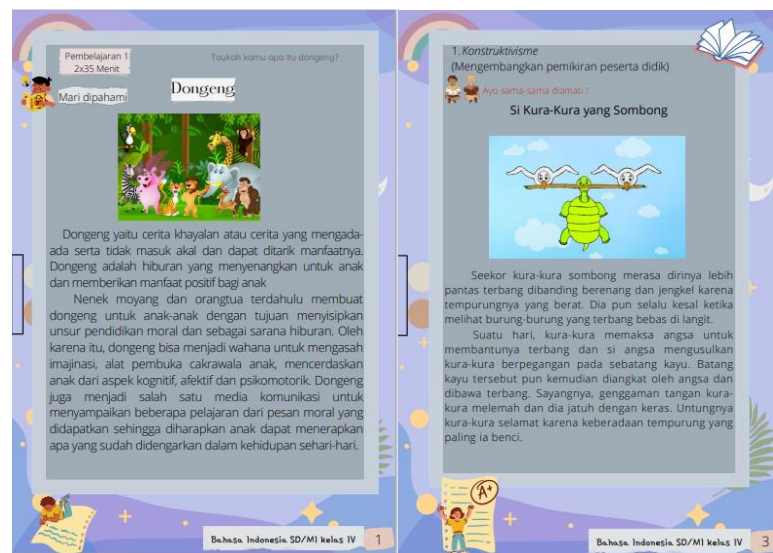 Pembelajaran 1
2x35 Menit
Taukah kamu apa itu dongeng?
Mari dipahami
Dongeng
Dongeng yaitu cerita khayalan atau cerita yang mengada-
ada serta tidak masuk akal dan dapat ditarik manfaatnya.
Dongeng adalah hiburan yang menyenangkan untuk anak
dan memberikan manfaat positif bagi anak
Nenek moyang dan orangtua terdahulu membuat
dongeng untuk anak-anak dengan tujuan menyisipkan
unsur pendidikan moral dan sebagai sarana hiburan. Oleh
karena itu, dongeng bisa menjadi wahana untuk mengasah
imajinasi, alat pembuka cakrawala anak, mencerdaskan
anak dari aspek kognitif, afektif dan psikomotorik. Dongeng
juga menjadi salah satu media komunikasi untuk
menyampaikan beberapa pelajaran dari pesan moral yang
didapatkan sehingga diharapkan anak dapat menerapkan
apa yang sudah didengarkan dalam kehidupan sehari-hari.
Bahasa Indonesia SD/MI kelas IV 1
1.Konstruktivisme
(Mengembangkan pemikiran peserta didik)
Ayo sama-sama diamati !
Si Kura-Kura yang Sombong
Seekor kura-kura sombong merasa dirinya lebih
pantas terbang dibanding berenang dan jengkel karena
tempurungnya yang berat. Dia pun selalu kesal ketika
melihat burung-burung yang terbang bebas di langit.
Suatu hari, kura-kura memaksa angsa untuk
membantunya terbang dan si angsa mengusulkan
kura-kura berpegangan pada sebatang kayu. Batang
kayu tersebut pun kemudian diangkat oleh angsa dan
dibawa terbang. Sayangnya, genggaman tangan kura-
kura melemah dan dia jatuh dengan keras. Untungnya
kura-kura selamat karena keberadaan tempurung yang
paling ia benci.
A+
Bahasa Indonesia SD/MI kelas IV 3